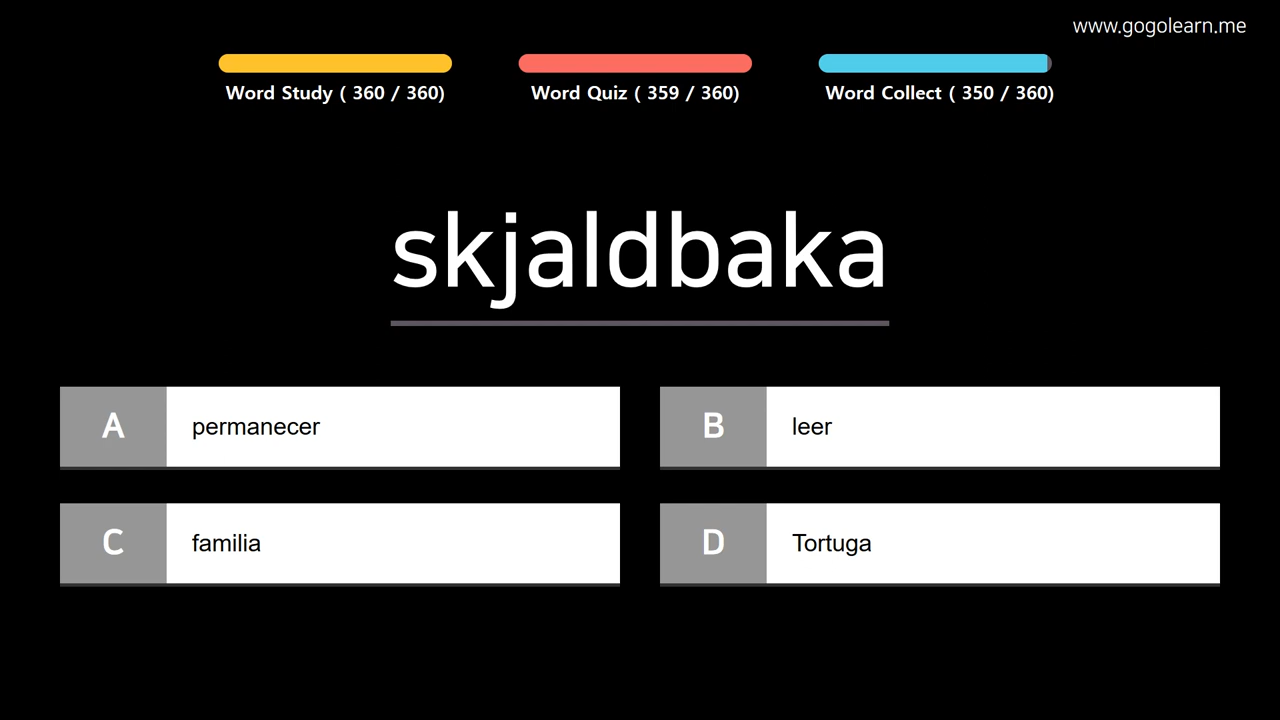 www.gogolearn.me
Word Study ( 360 / 360)
Word Quiz ( 359 / 360)
Word Collect ( 350 / 360)
skjaldbaka
A permanecer
B leer
C familia
D Tortuga